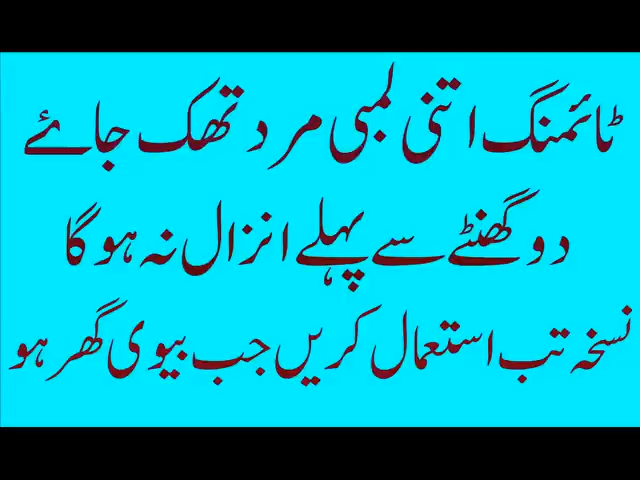 ٹائمنگ اتنی لمبی مرد تھک جائے
دو گھنٹے سے پہلے انزال نہ ہو گا
نسخہ تب استعمال کریں جب بیوی گھر ہو